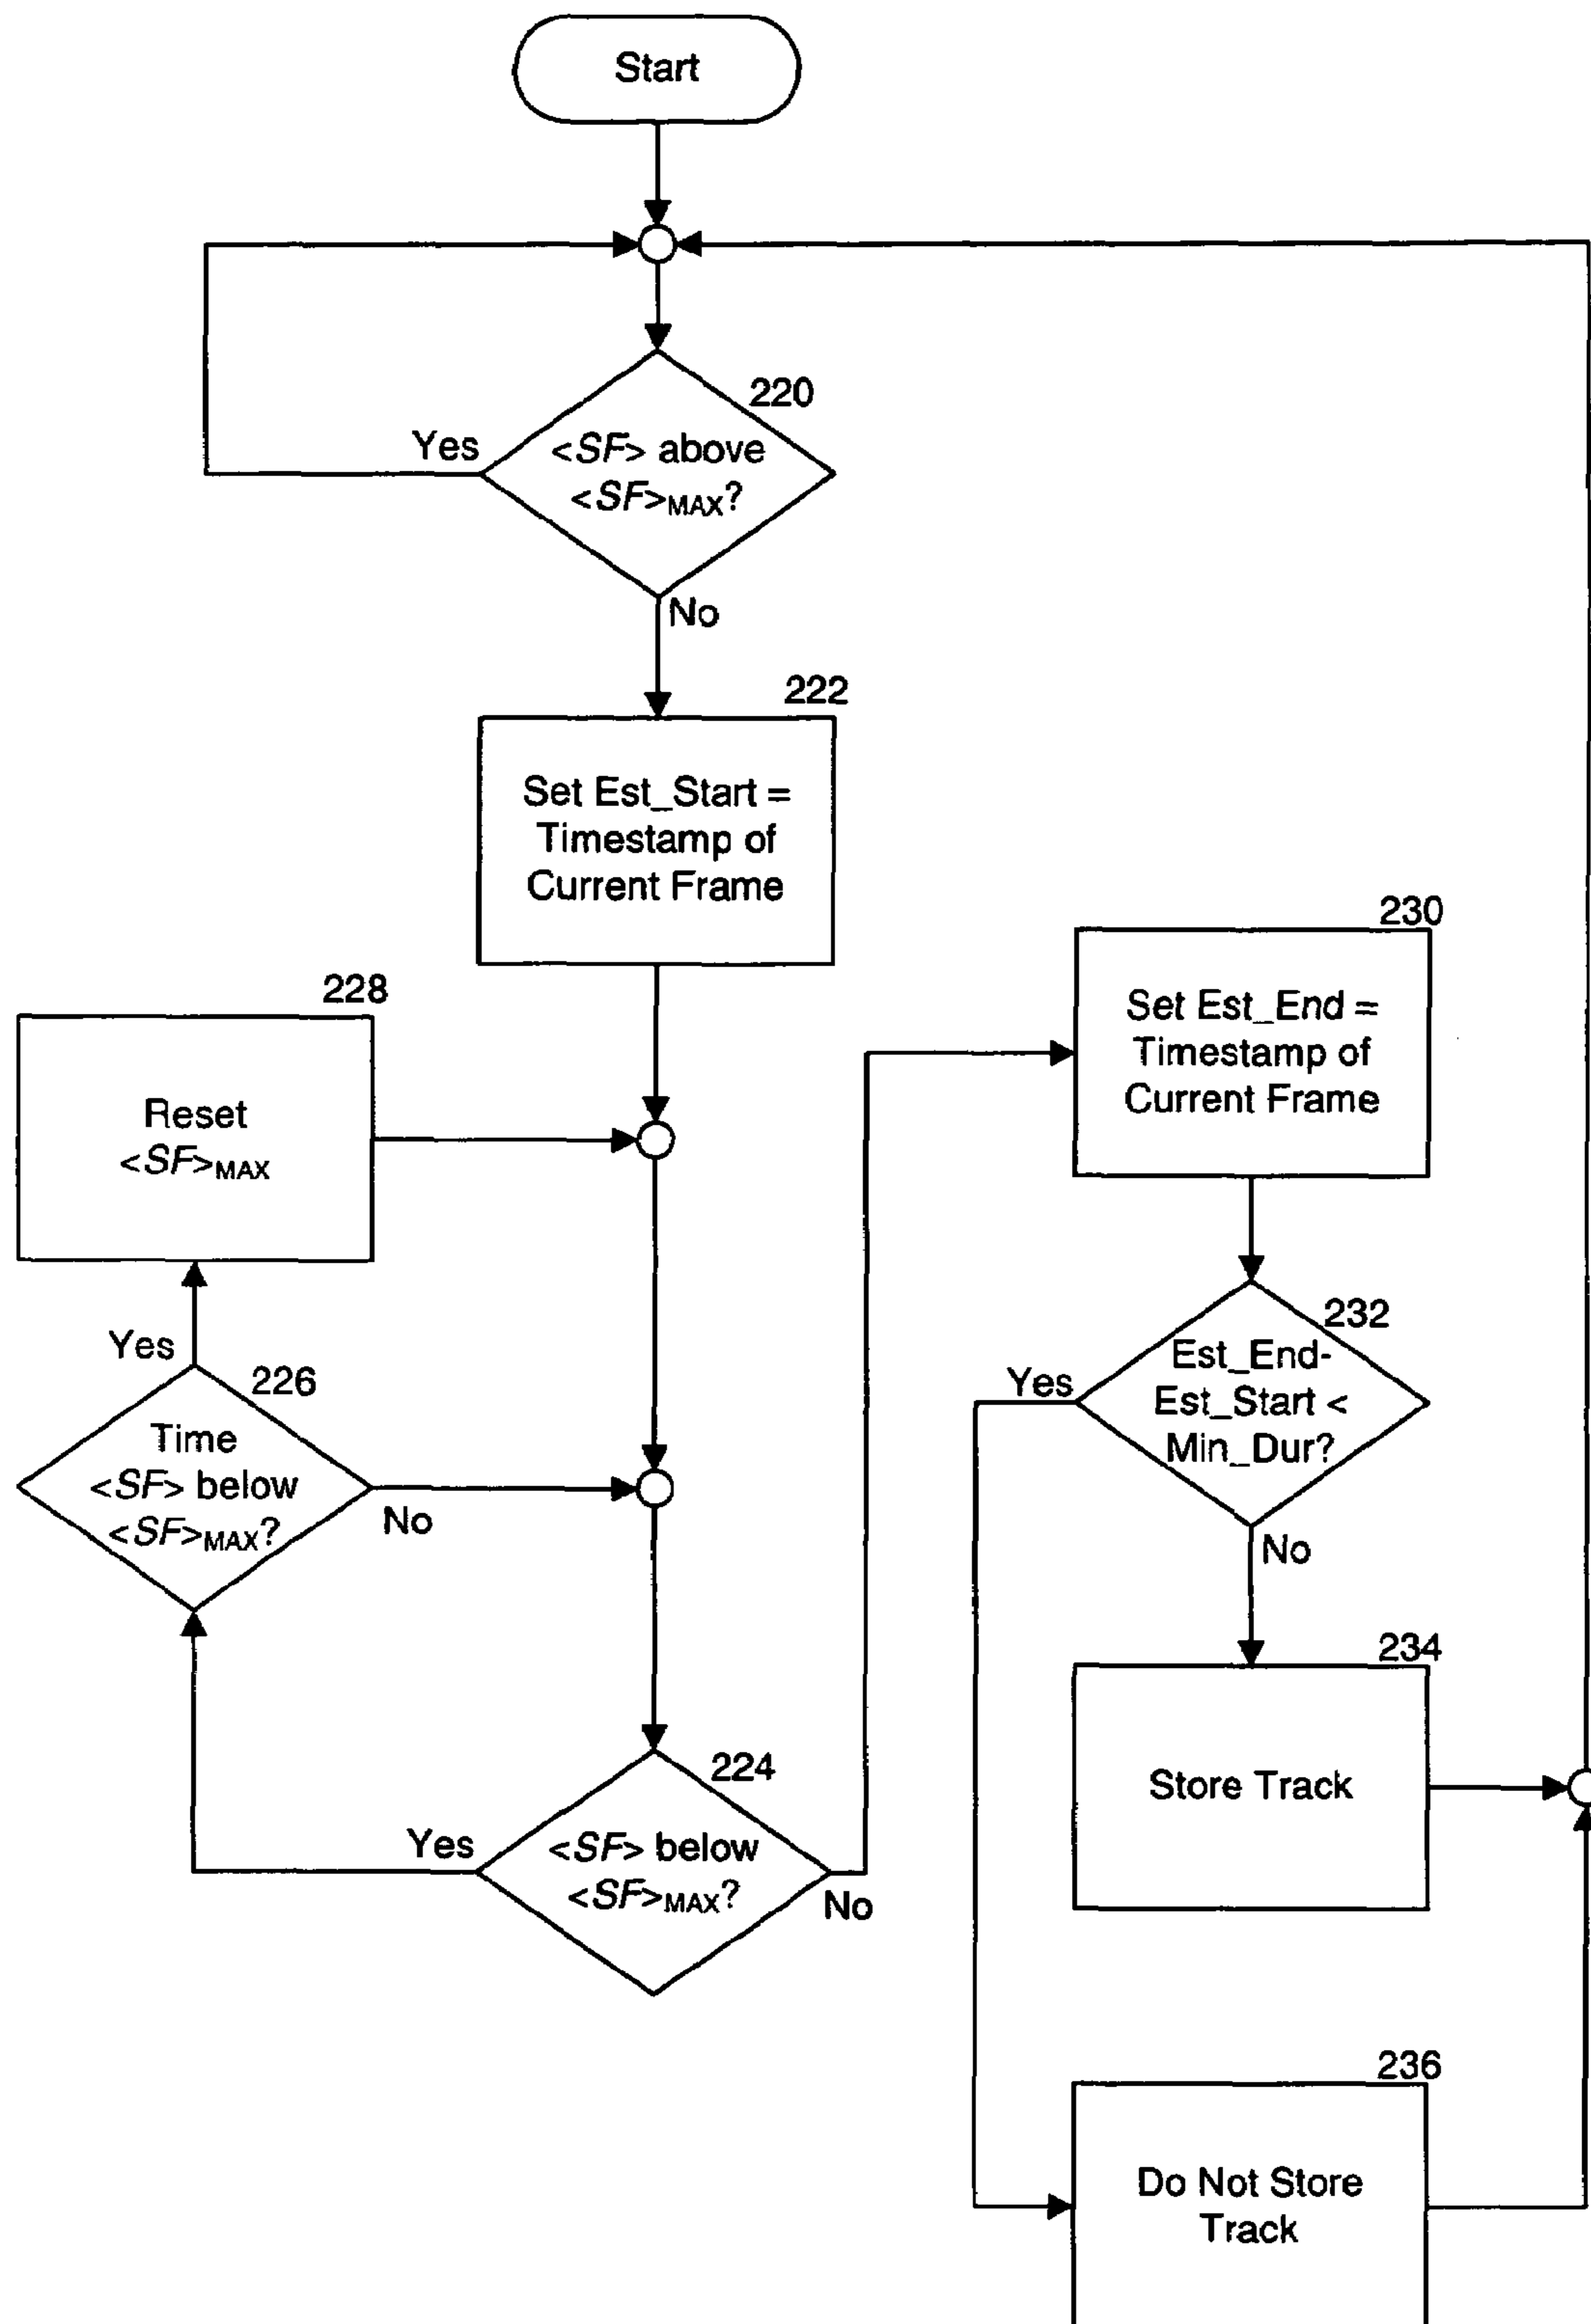 Start
220
Yes
<SF> above
<SF>MAX?
No
222
Set Est_Start =
Timestamp of
Current Frame
228
Reset
<SF>MAX
Yes
226
Time
<SF> below
<SF>MAX?
No
224
Yes
<SF> below
<SF>MAX?
No
230
Set Est_End =
Timestamp of
Current Frame
232
Yes
Est_End-
Est_Start <
Min_Dur?
No
234
Store Track
236
Do Not Store
Track